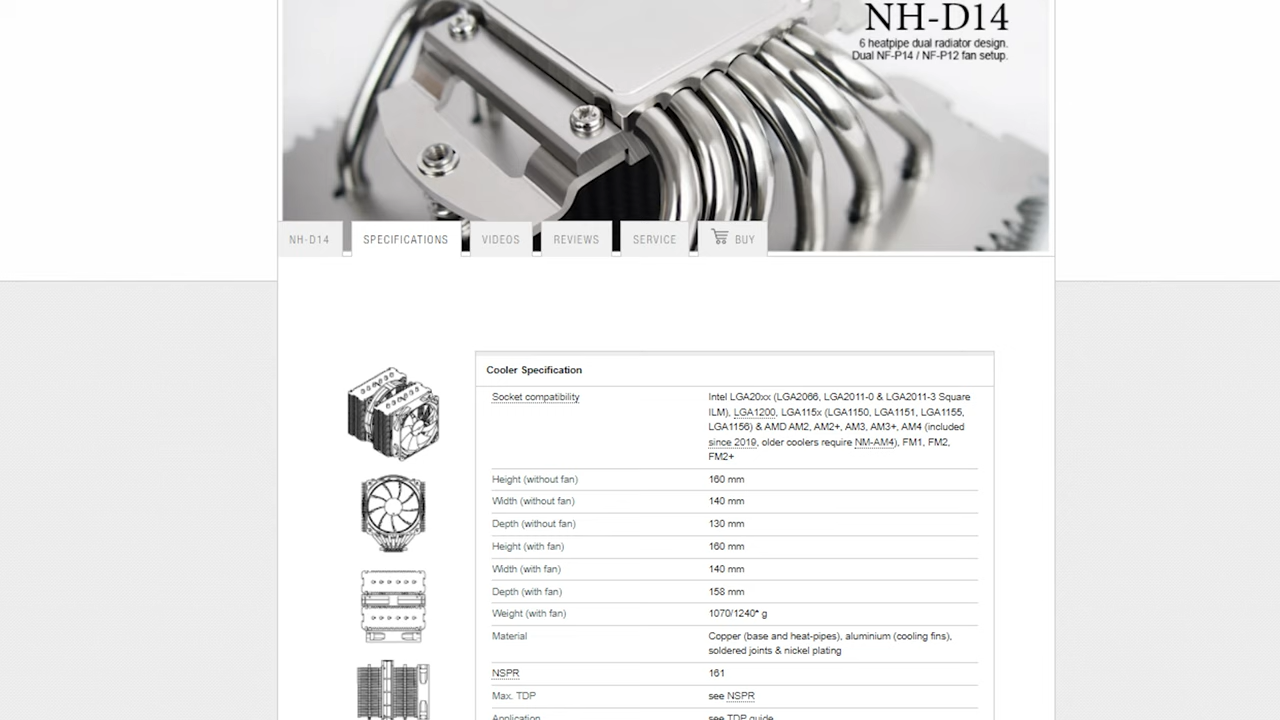 NH-D14
6 heatpipe dual radiator design.
Dual NF-P14 / NF-P12 fan setup.
NH-D14
SPECIFICATIONS
VIDEOS
REVIEWS
SERVICE
BUY
Cooler Specification
Socket compatibility
Intel LGA20xx (LGA2066, LGA2011-0 & LGA2011-3 Square
ILM), LGA1200, LGA115x (LGA1150, LGA1151, LGA1155,
LGA1156) & AMD AM2, AM2+, AM3, AM3+, AM4 (included
since 2019, older coolers require NM-AM4), FM1, FM2,
FM2+
Height (without fan) 160 mm
Width (without fan) 140 mm
Depth (without fan) 130 mm
Height (with fan) 160 mm
Width (with fan) 140 mm
Depth (with fan) 158 mm
Weight (with fan) 1070/1240* g
Material
Copper (base and heat-pipes), aluminium (cooling fins),
soldered joints & nickel plating
NSPR 161
Max. TDP see NSPR
Application see TDP guide